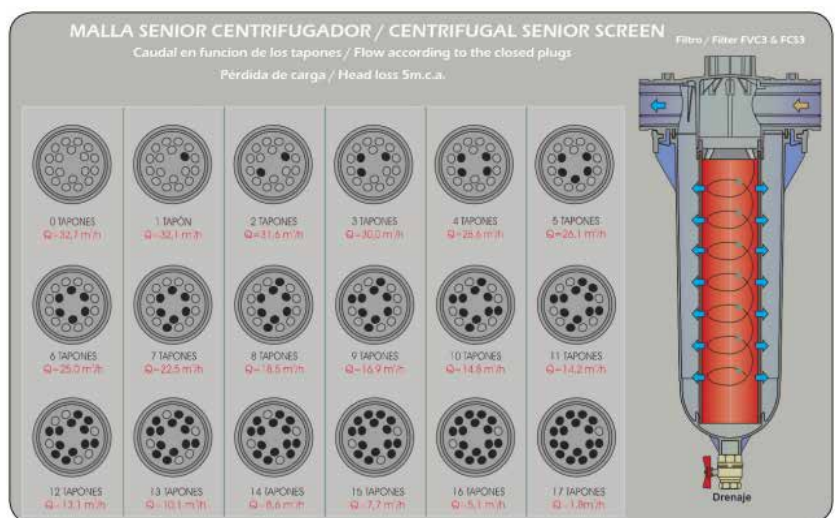 MALLA SENIOR CENTRIFUGADOR / CENTRIFUGAL SENIOR SCREEN
Filtro / Filter FVC3 & FCS3
Caudal en funcion de los tapones / Flow according to the closed plugs
Pérdida de carga / Head loss 5m.c.a.
0 TAPONES
Q=32,7 m³/h
1 TAPÓN
Q=32,1 m³/h
2 TAPONES
Q=31,6 m³/h
3 TAPONES
Q=30,0 m³/h
4 TAPONES
Q=28,6 m³/h
5 TAPONES
Q=26,1 m³/h
6 TAPONES
Q=25,0 m³/h
7 TAPONES
Q=22,5 m³/h
8 TAPONES
Q=18,5 m³/h
9 TAPONES
Q=16,9 m³/h
10 TAPONES
Q=14,8 m³/h
11 TAPONES
Q=14,2 m³/h
12 TAPONES
Q=13,1 m³/h
13 TAPONES
Q=10,1 m³/h
14 TAPONES
Q=8,6 m³/h
15 TAPONES
Q=7,7 m³/h
16 TAPONES
Q=5,1 m³/h
17 TAPONES
Q=1,8m³/h
Drenaje